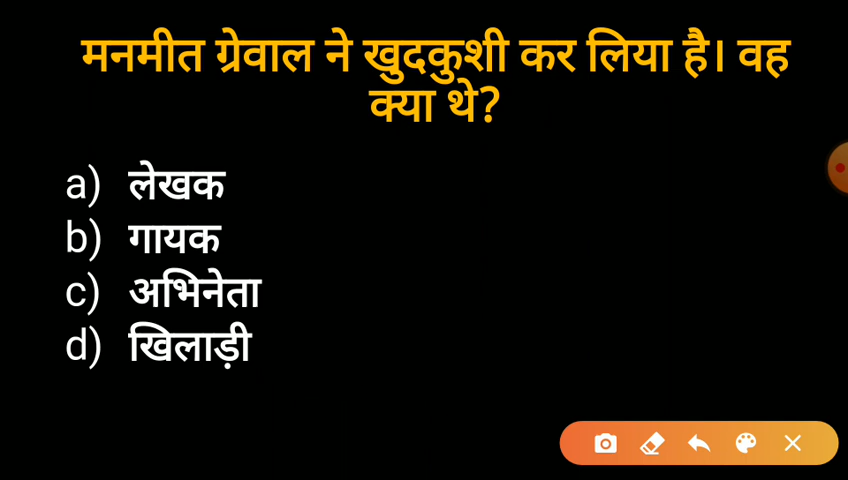 मनमीत ग्रेवाल ने खुदकुशी कर लिया है। वह
क्या थे?
a) लेखक
b) गायक
c) अभिनेता
d) खिलाड़ी